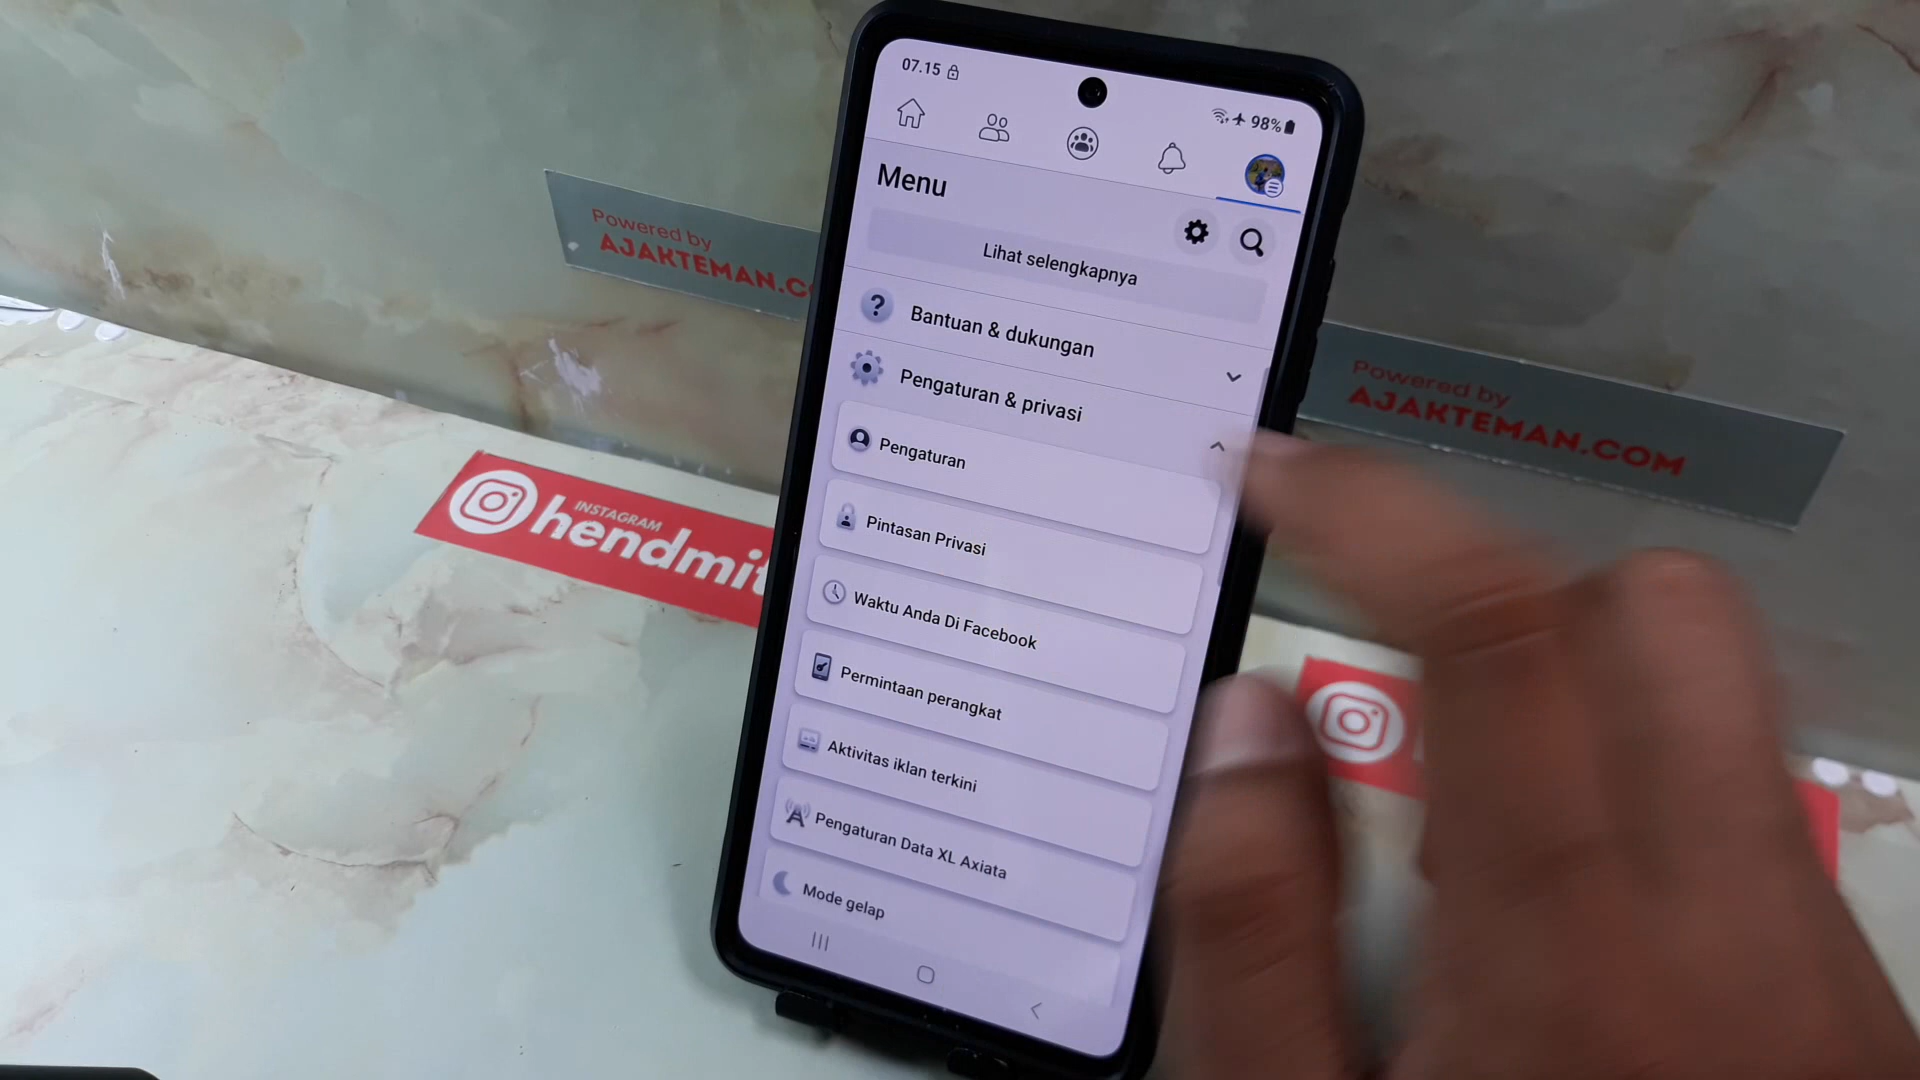 07.15
98%
Menu
Lihat selengkapnya
Bantuan & dukungan
Pengaturan & privasi
Pengaturan
Pintasan Privasi
Waktu Anda Di Facebook
Permintaan perangkat
Aktivitas iklan terkini
Pengaturan Data XL Axiata
Mode gelap
Powered by
AJAKTEMAN.C
Powered by
AJAKTEMAN.COM
INSTAGRAM
hendmit